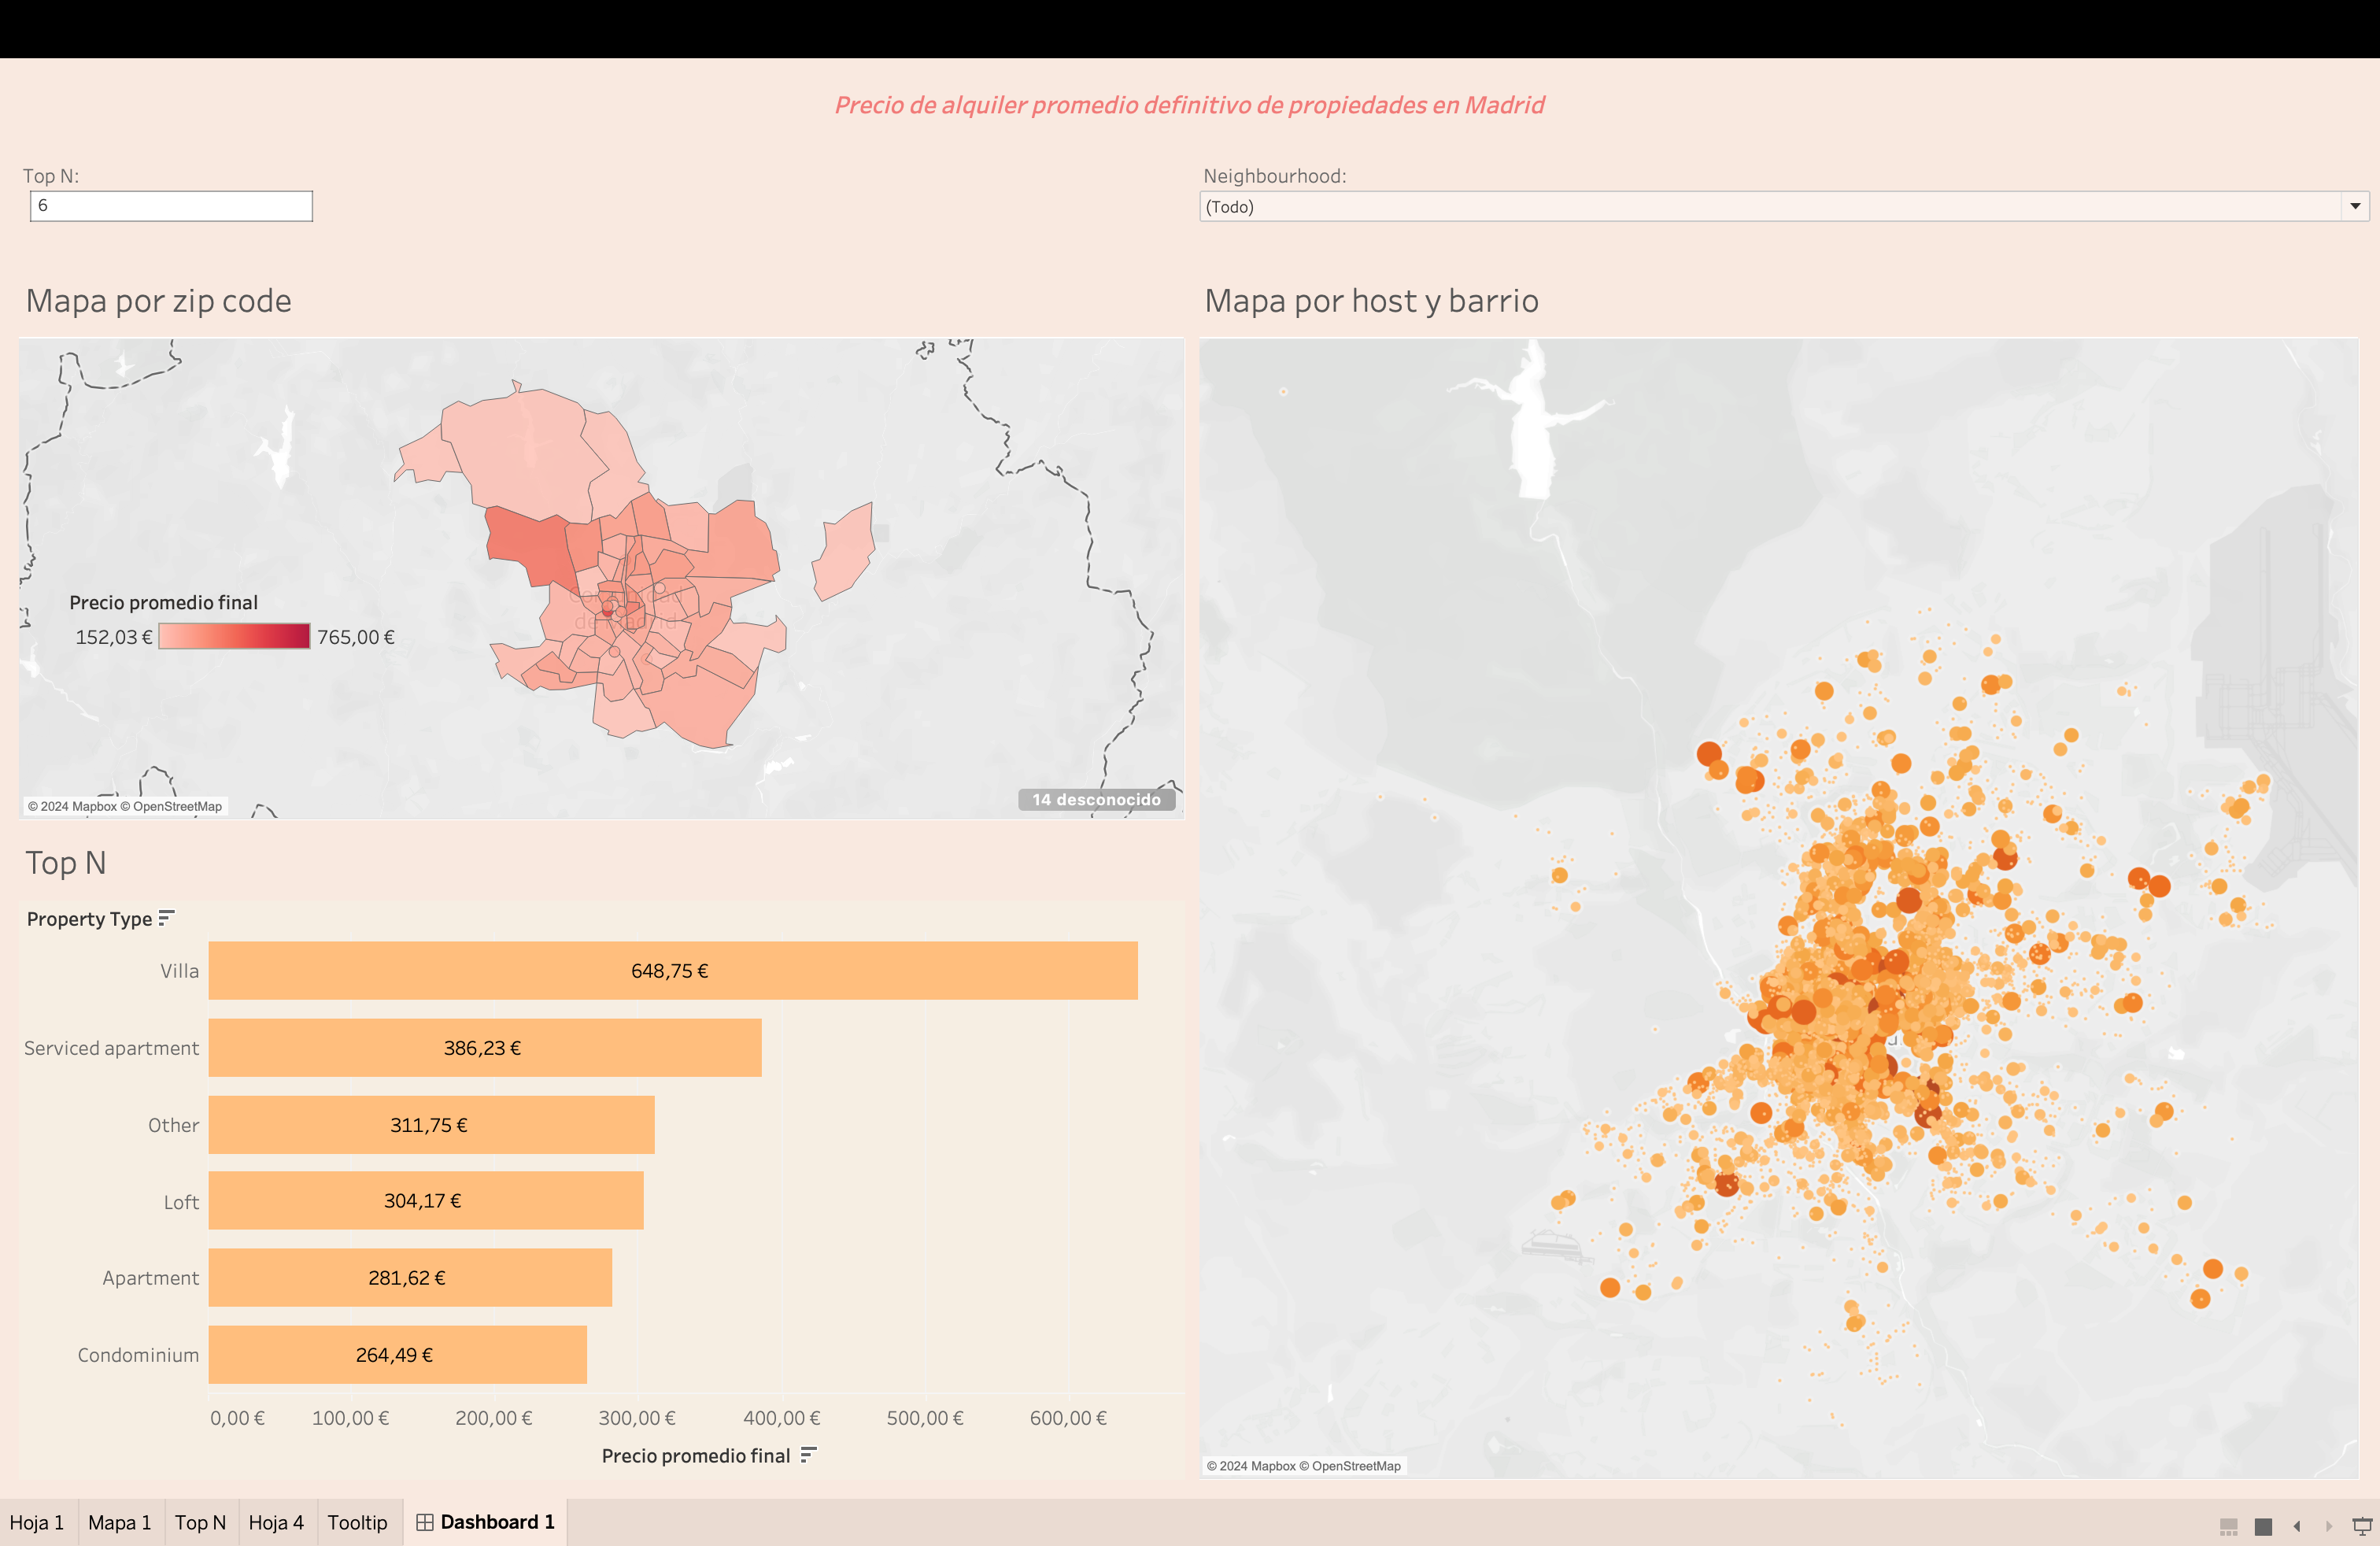 Precio de alquiler promedio definitivo de propiedades en Madrid
Top N:
6
Neighbourhood:
(Todo)
Mapa por zip code
Precio promedio final
152,03 €
765,00 €
© 2024 Mapbox © OpenStreetMap
14 desconocido
Mapa por host y barrio
© 2024 Mapbox © OpenStreetMap
Top N
Property Type
Villa
648,75 €
Serviced apartment
386,23 €
Other
311,75 €
Loft
304,17 €
Apartment
281,62 €
Condominium
264,49 €
0,00 €
100,00 €
200,00 €
300,00 €
400,00 €
500,00 €
600,00 €
Precio promedio final
Hoja 1
Mapa 1
Top N
Hoja 4
Tooltip
Dashboard 1